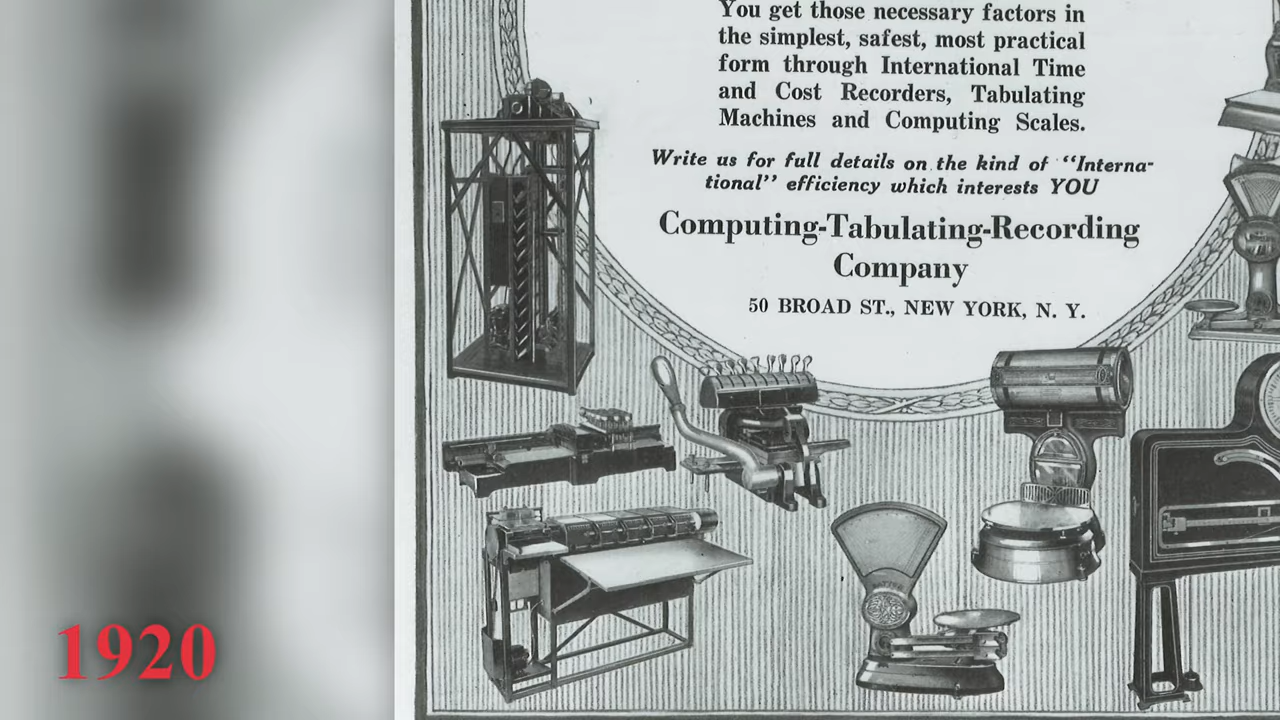 You get those necessary factors in
the simplest, safest, most practical
form through International Time
and Cost Recorders, Tabulating
Machines and Computing Scales.
Write us for full details on the kind of “Interna-
tional” efficiency which interests YOU
Computing-Tabulating-Recording
Company
50 BROAD ST., NEW YORK, N. Y.
1920